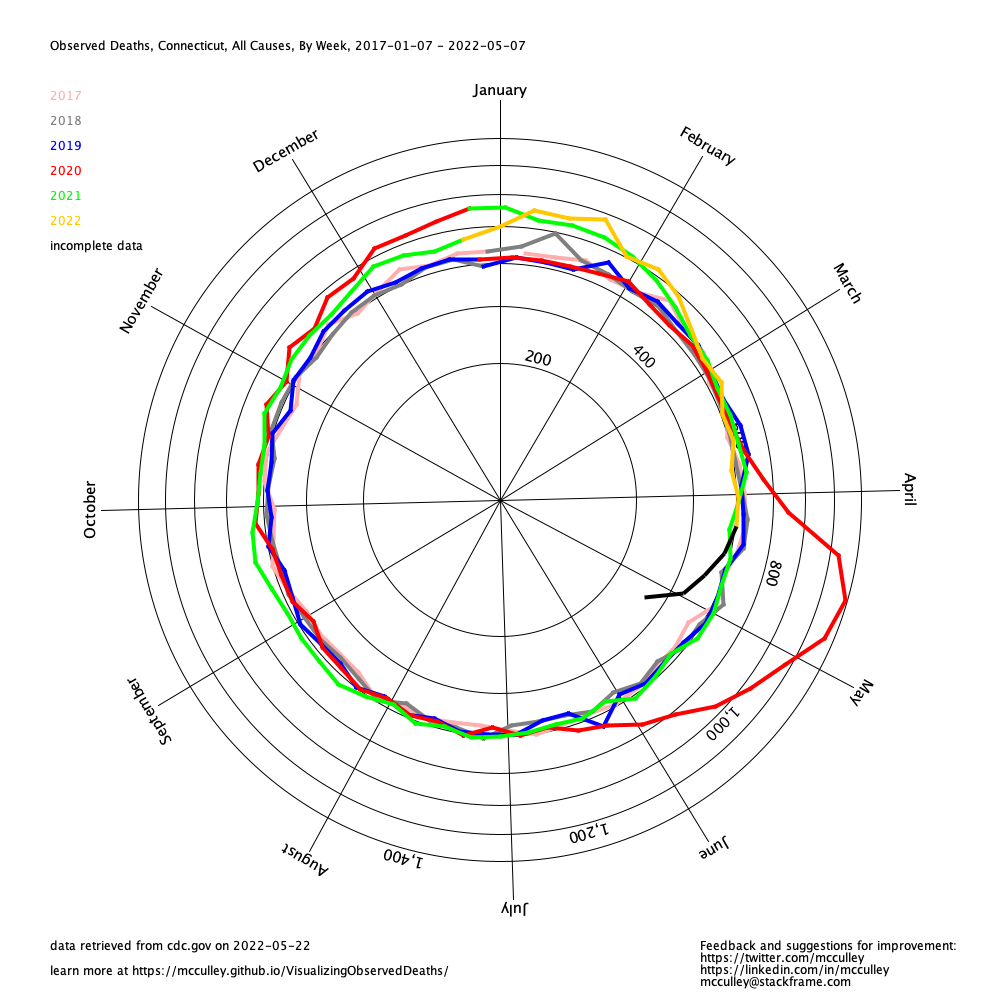 Observed Deaths, Connecticut, All Causes, By Week, 2017-01-07 - 2022-05-07
2017
2018
2019
2020
2021
2022
incomplete data
January
February
March
April
May
June
July
August
September
October
November
December
200
400
800
1,000
1,200
1,400
data retrieved from cdc.gov on 2022-05-22
learn more at https://mcculley.github.io/VisualizingObservedDeaths/
Feedback and suggestions for improvement:
https://twitter.com/mcculley
https://linkedin.com/in/mcculley
mcculley@stackframe.com